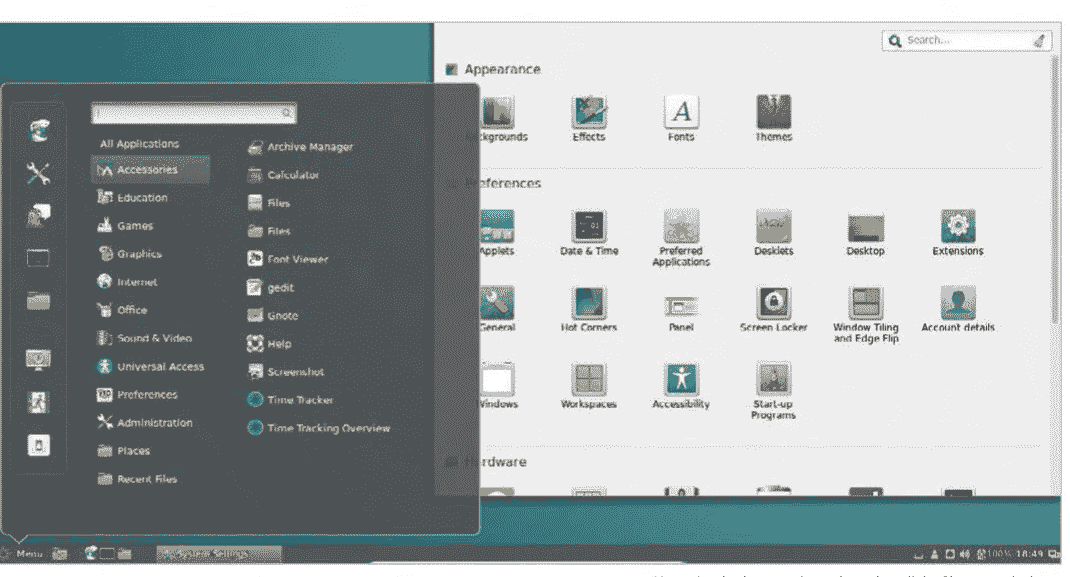 Search...
Appearance
kgrounds
Effects
Fonts
Themes
eferences
Applets
Date & Time
Preferred
Applications
Desklets
Desktop
Extensions
General
Hot Corners
Panel
Screen Locker
Window Tiling
and Edge Flip
Account details
Windows
Workspaces
Accessibility
Start-up
Programs
rdware
All Applications
Accessories
Education
Games
Graphics
Internet
Office
Sound & Video
Universal Access
Preferences
Administration
Places
Recent Files
Archive Manager
Calculator
Files
Files
Font Viewer
gedit
Gnote
Help
Screenshot
Time Tracker
Time Tracking Overview
Menu
System Settings
100% 18:49